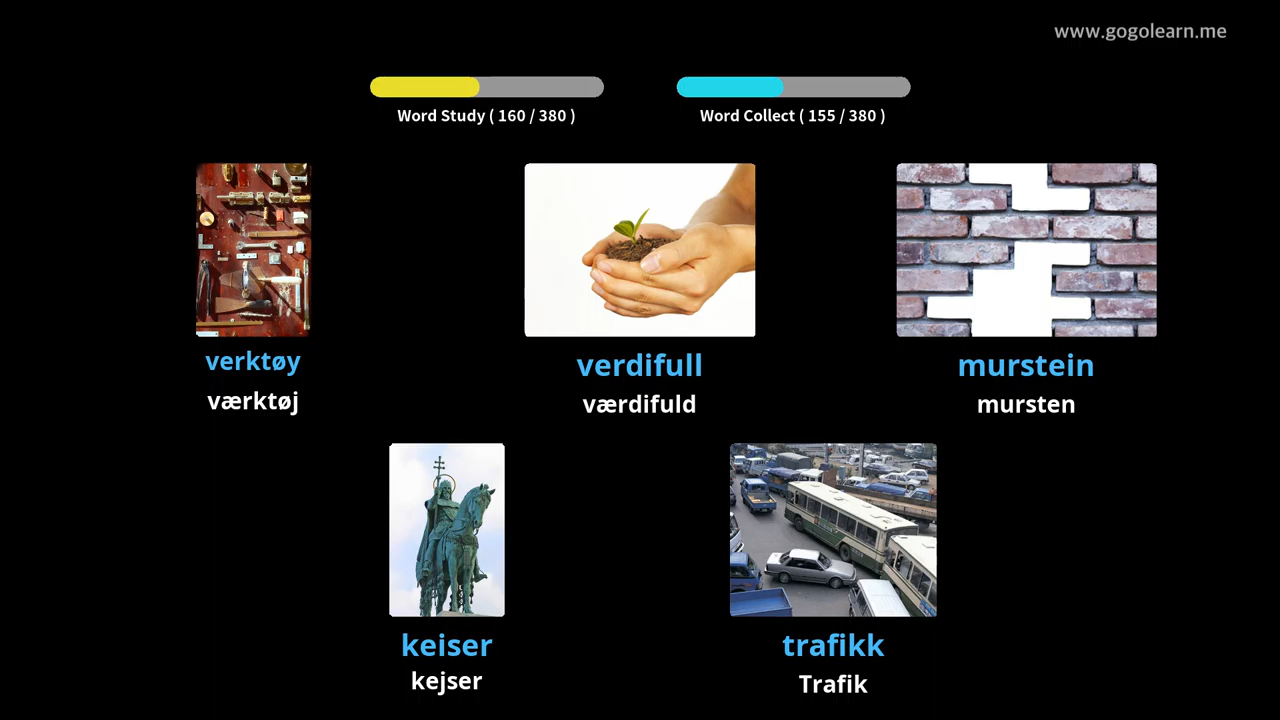 www.gogolearn.me
Word Study ( 160 / 380 )
Word Collect ( 155 / 380 )
verktøy
værktøj
verdifull
værdifuld
murstein
mursten
keiser
kejser
trafikk
Trafik